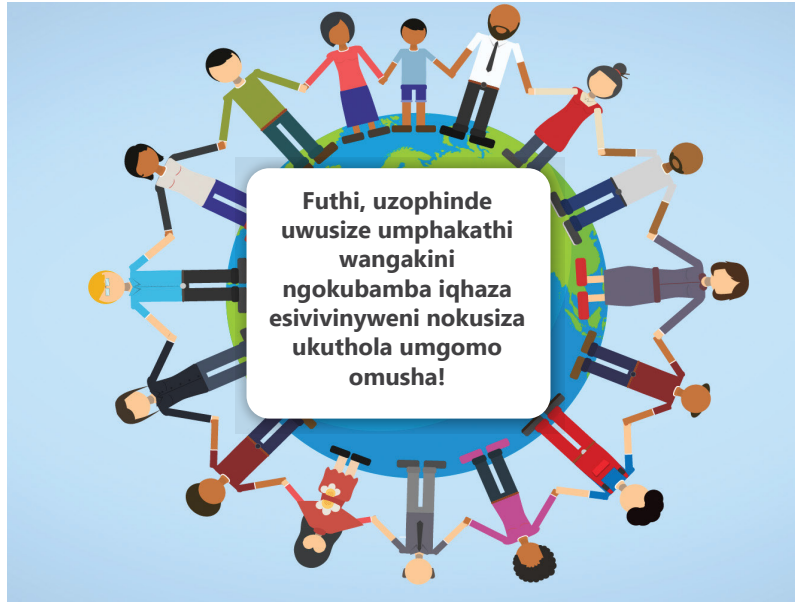 Futhi, uzophinde
uwusize umphakathi
wangakini
ngokubamba iqhaza
esivivinyweni nokusiza
ukuthola umgomo
omusha!